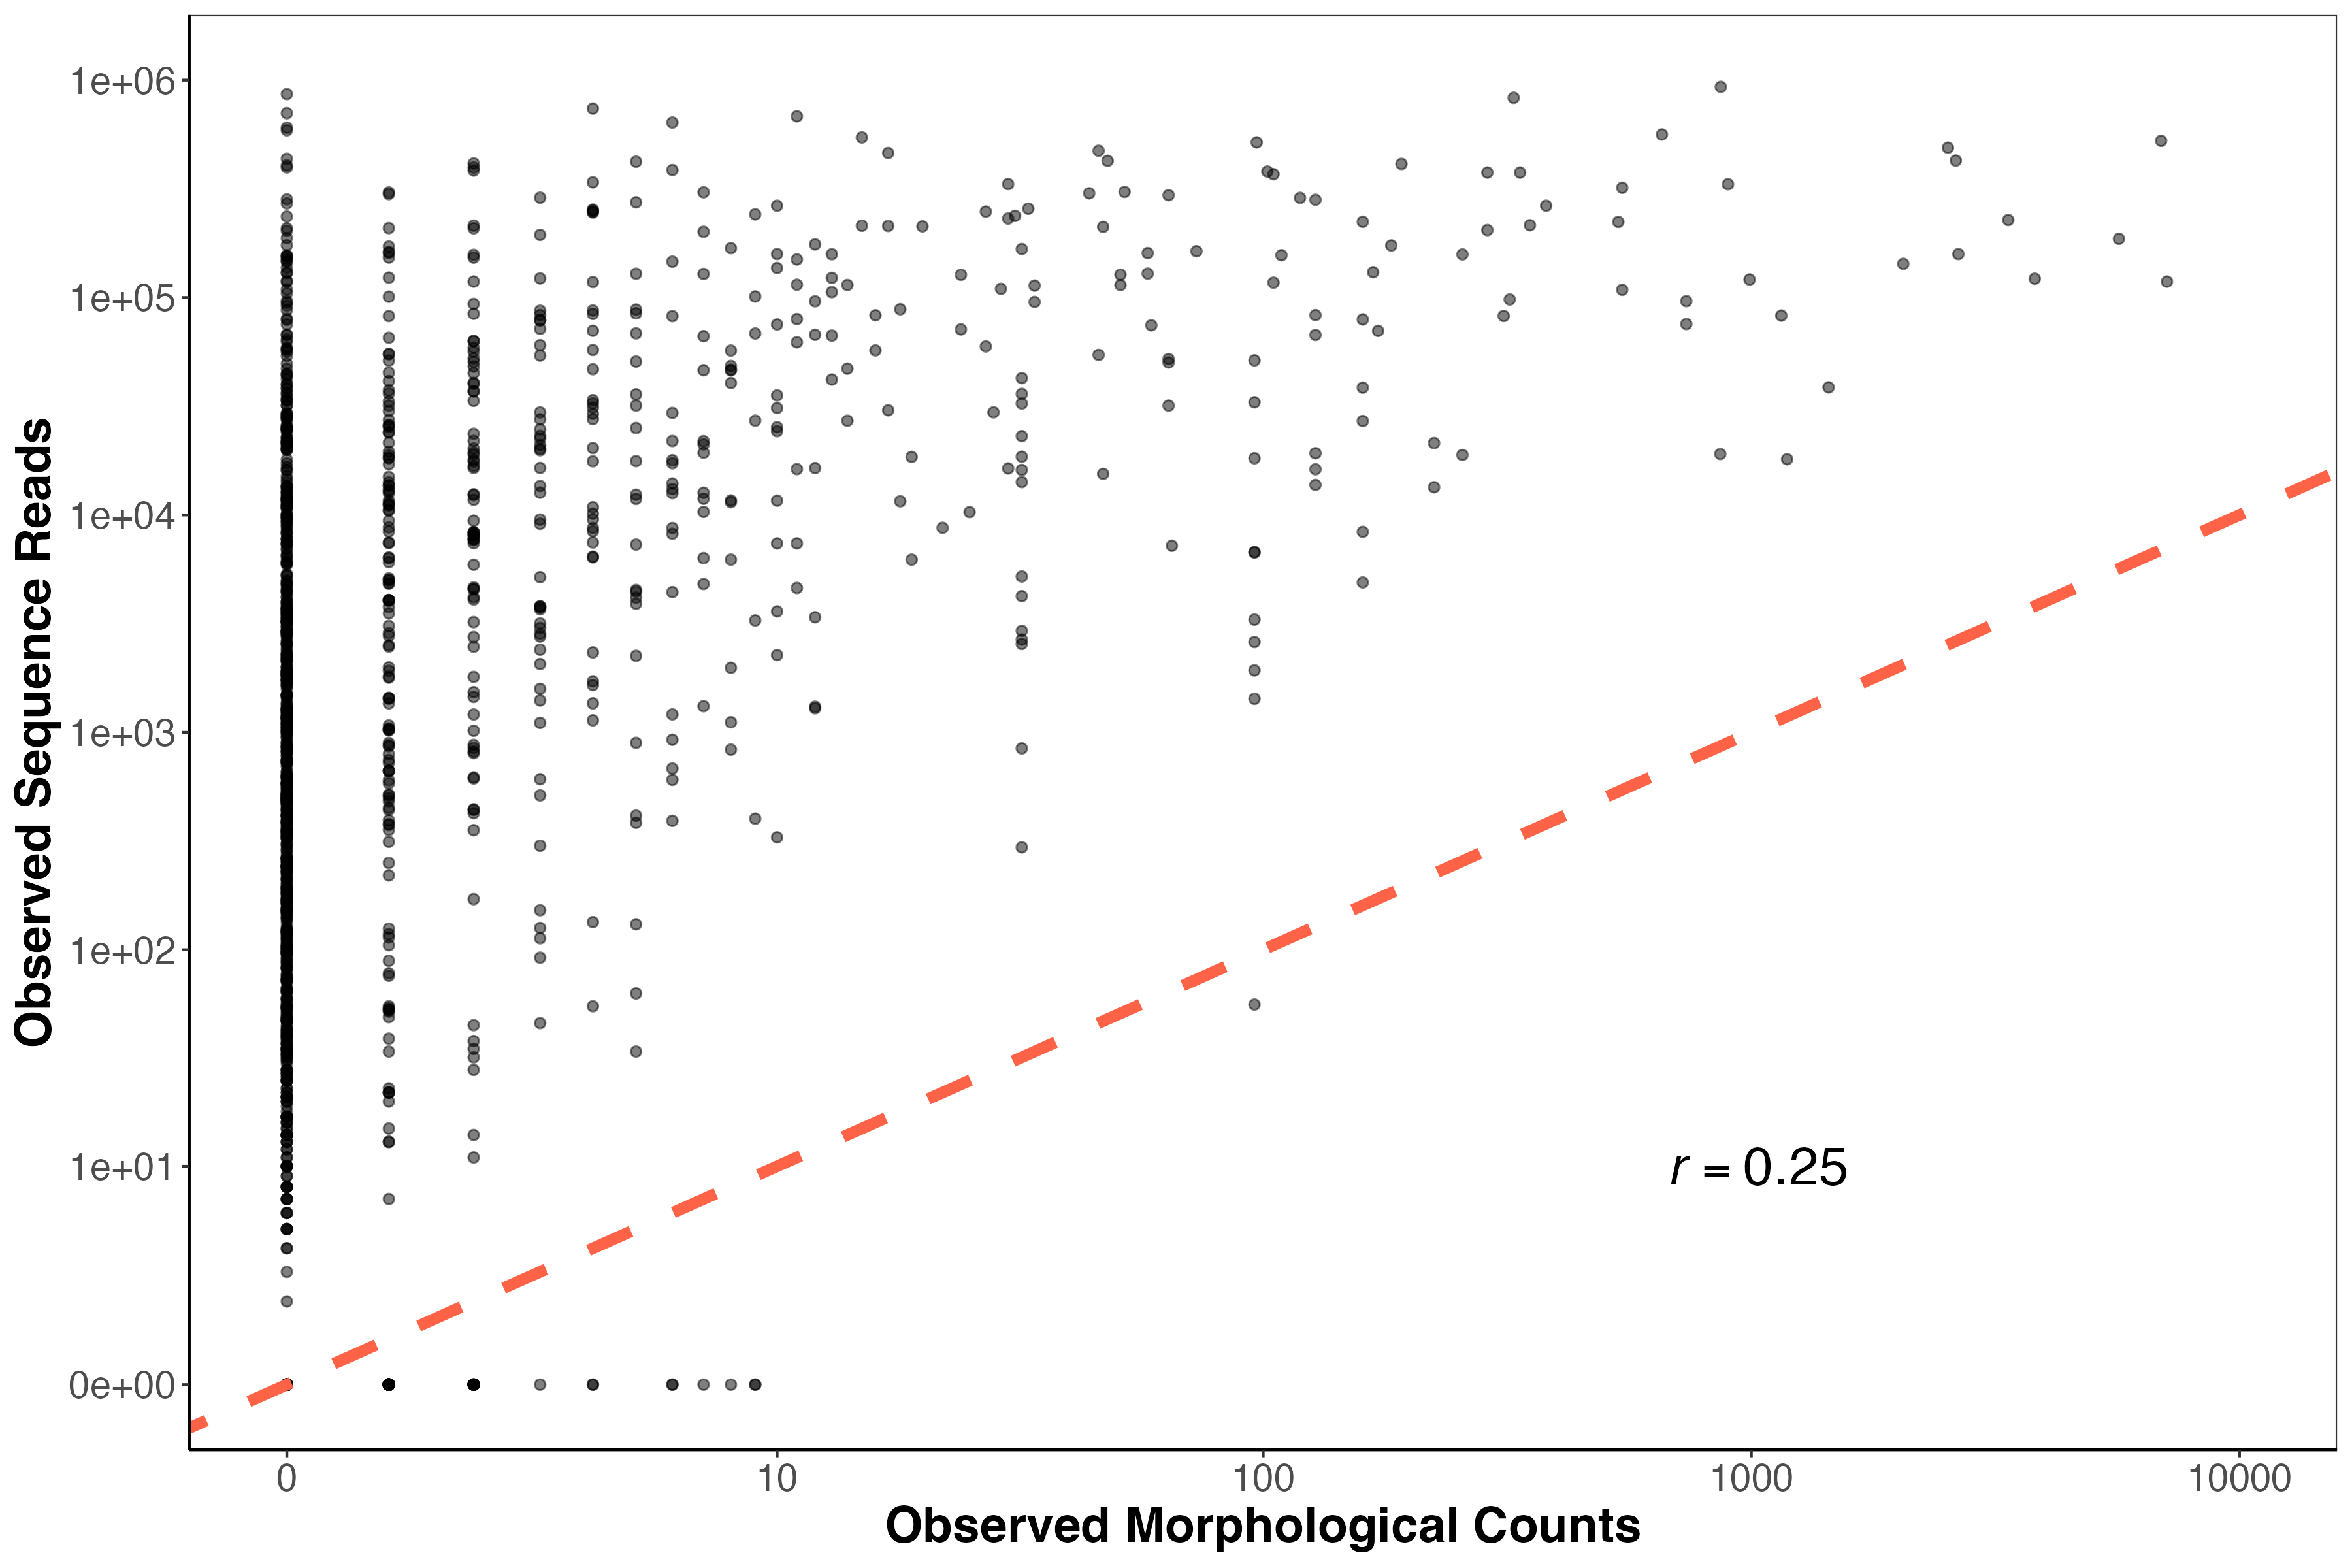 1e+06
1e+05
1e+04
1e+03
1e+02
1e+01
0e+00
Observed Sequence Reads
r = 0.25
0 10 100 1000 10000
Observed Morphological Counts